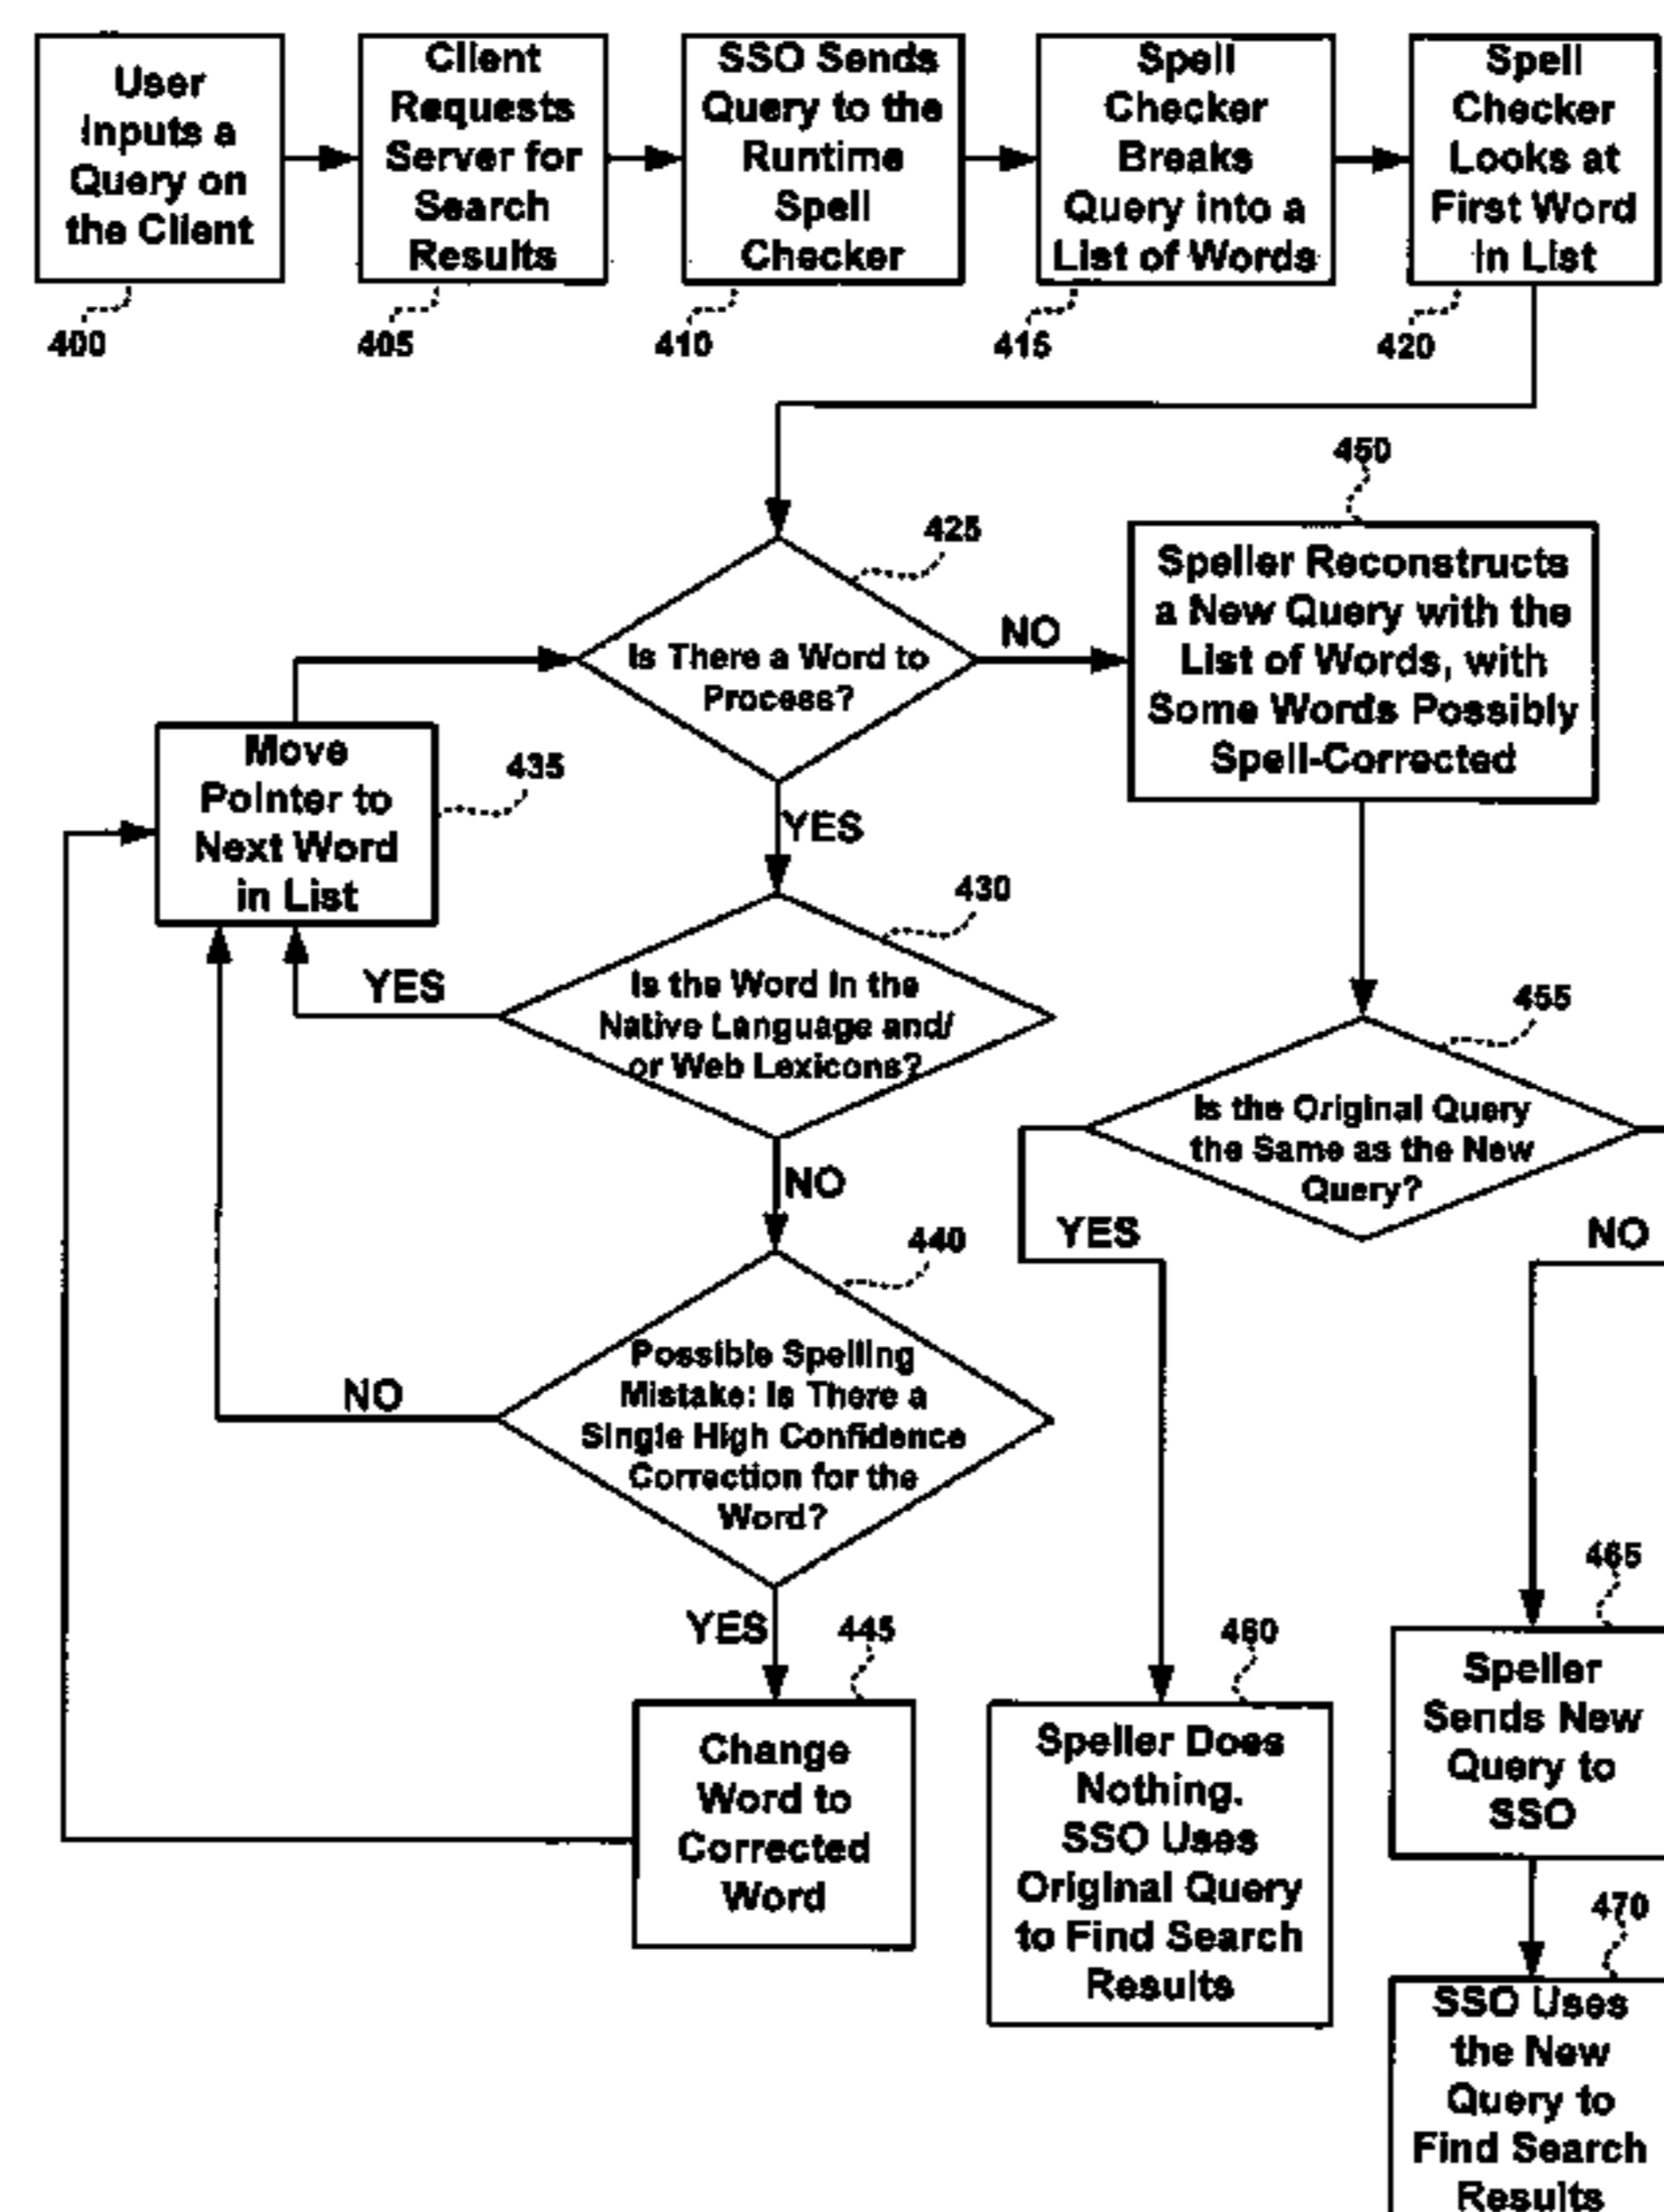 User
Inputs a
Query on
the Client
400
Client
Requests
Server for
Search
Results
405
SSO Sends
Query to the
Runtime
Spell
Checker
410
Spell
Checker
Breaks
Query into a
List of Words
415
Spell
Checker
Looks at
First Word
in List
420
425
Is There a Word to
Process?
NO
YES
450
Speller Reconstructs
a New Query with the
List of Words, with
Some Words Possibly
Spell-Corrected
Move
Pointer to
Next Word
in List
435
430
Is the Word in the
Native Language and/
or Web Lexicons?
YES
NO
455
Is the Original Query
the Same as the New
Query?
YES
NO
440
Possible Spelling
Mistake: Is There a
Single High Confidence
Correction for the
Word?
NO
YES
445
Change
Word to
Corrected
Word
460
Speller Does
Nothing.
SSO Uses
Original Query
to Find Search
Results
465
Speller
Sends New
Query to
SSO
470
SSO Uses
the New
Query to
Find Search
Results